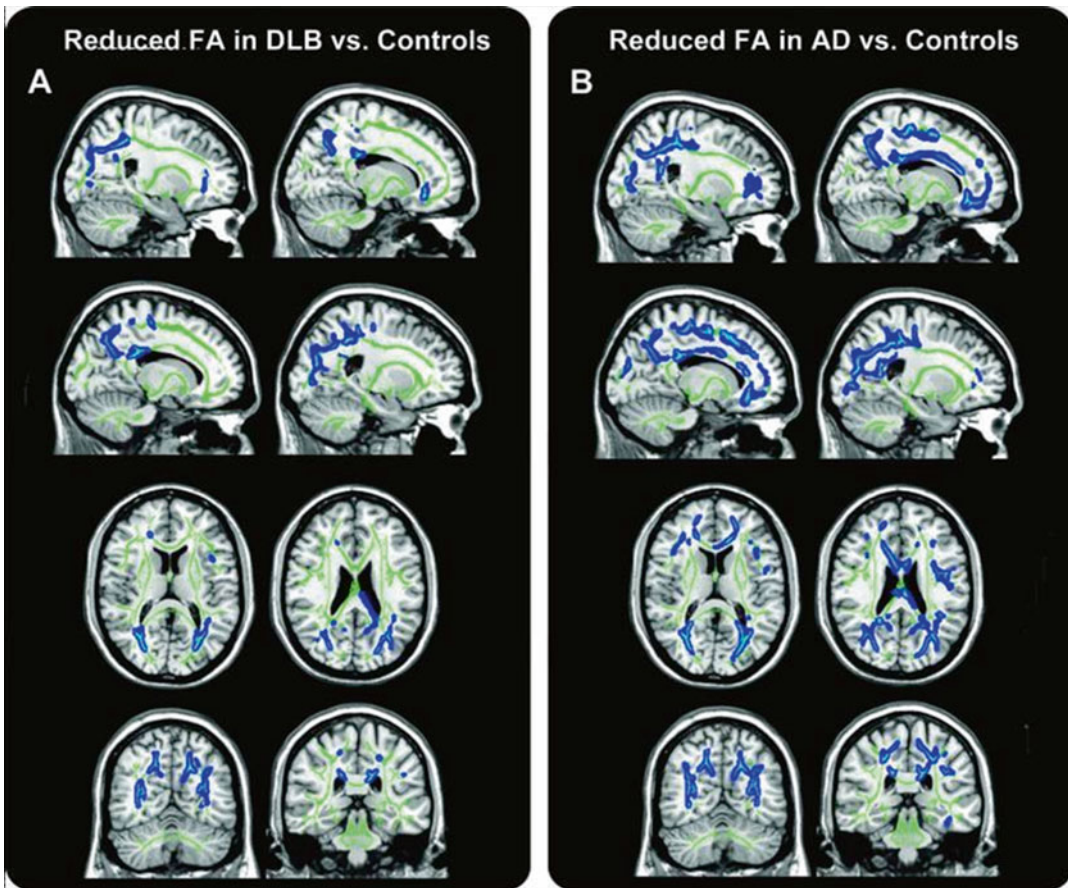 Reduced FA in DLB vs. Controls
A
Reduced FA in AD vs. Controls
B